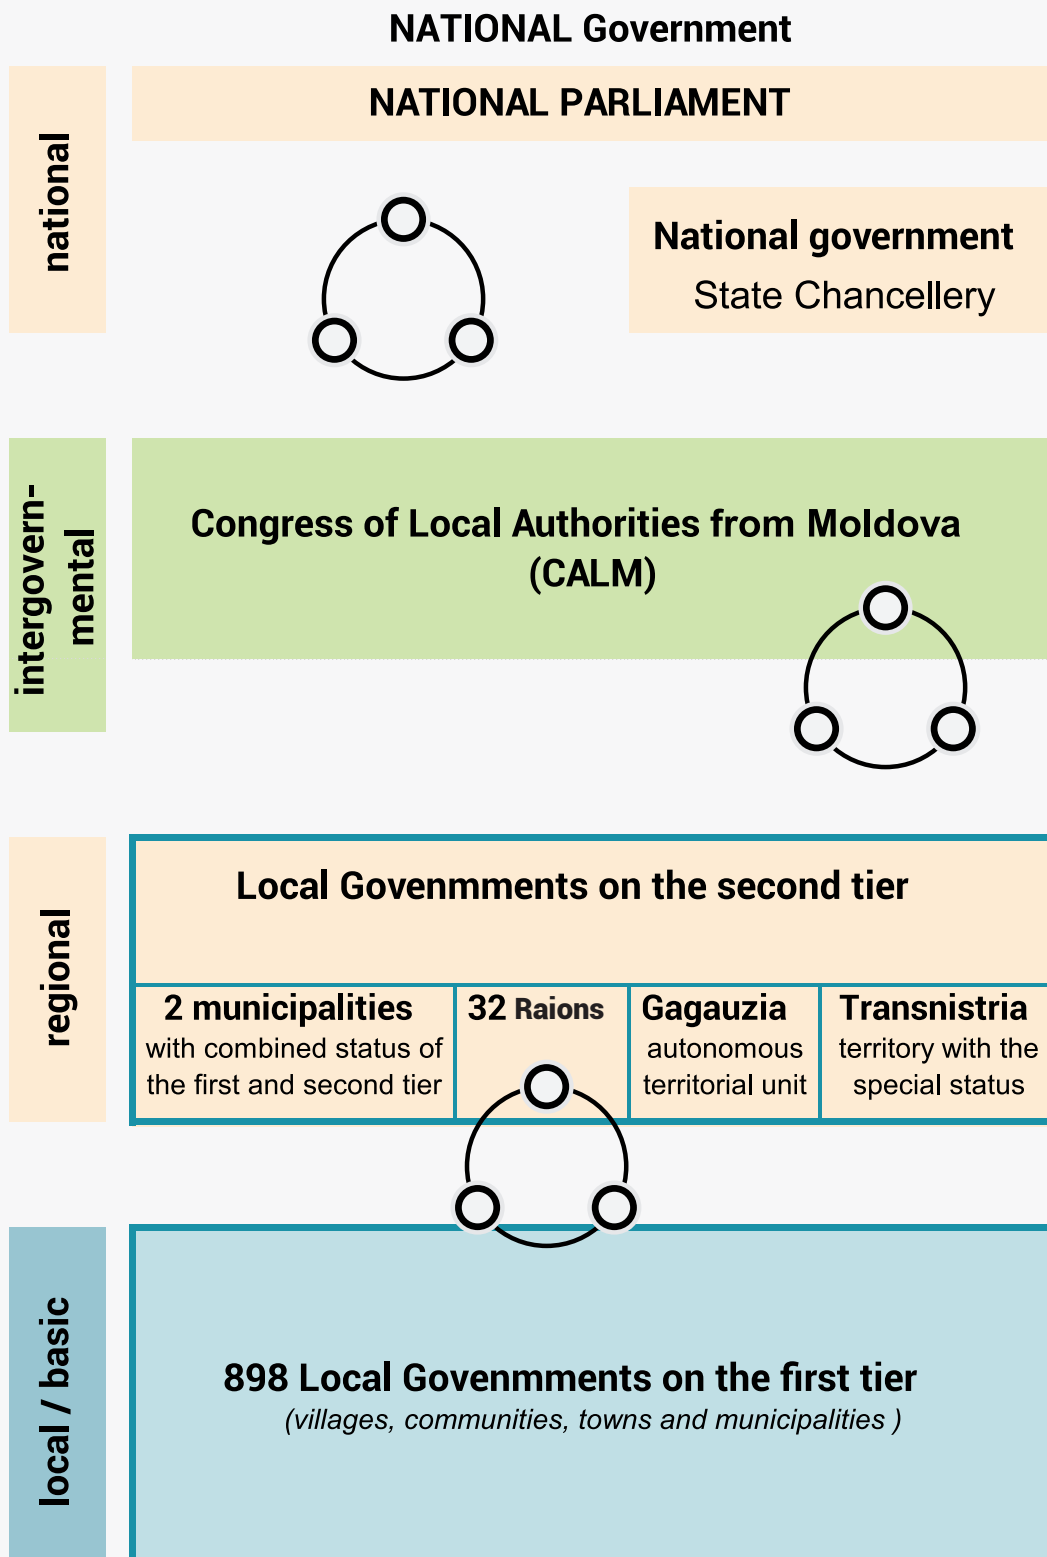 NATIONAL Government
national
NATIONAL PARLIAMENT
National government
State Chancellery
intergovern-
mental
Congress of Local Authorities from Moldova
(CALM)
regional
Local Govenmments on the second tier
2 municipalities
with combined status of
the first and second tier
32 Raions
Gagauzia
autonomous
territorial unit
Transnistria
territory with the
special status
local / basic
898 Local Govenmments on the first tier
(villages, communities, towns and municipalities )